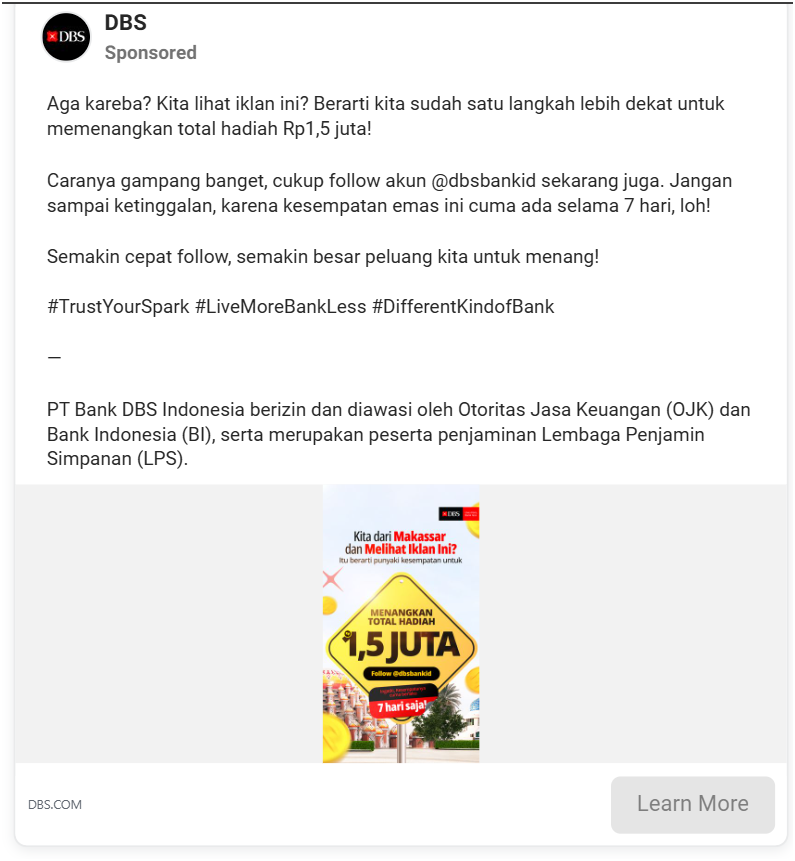 DBS
DBS
Sponsored
Aga kareba? Kita lihat iklan ini? Berarti kita sudah satu langkah lebih dekat untuk
memenangkan total hadiah Rp1,5 juta!
Caranya gampang banget, cukup follow akun @dbsbankid sekarang juga. Jangan
sampai ketinggalan, karena kesempatan emas ini cuma ada selama 7 hari, loh!
Semakin cepat follow, semakin besar peluang kita untuk menang!
#TrustYourSpark #LiveMoreBankLess #DifferentKindofBank
—
PT Bank DBS Indonesia berizin dan diawasi oleh Otoritas Jasa Keuangan (OJK) dan
Bank Indonesia (BI), serta merupakan peserta penjaminan Lembaga Penjamin
Simpanan (LPS).
DBS
Kita dari Makassar
dan Melihat Iklan Ini?
Itu berarti punyaki kesempatan untuk
MENANGKAN
TOTAL HADIAH
Rp1,5 JUTA
Follow @dbsbankid
7 hari saja!
DBS.COM
Learn More